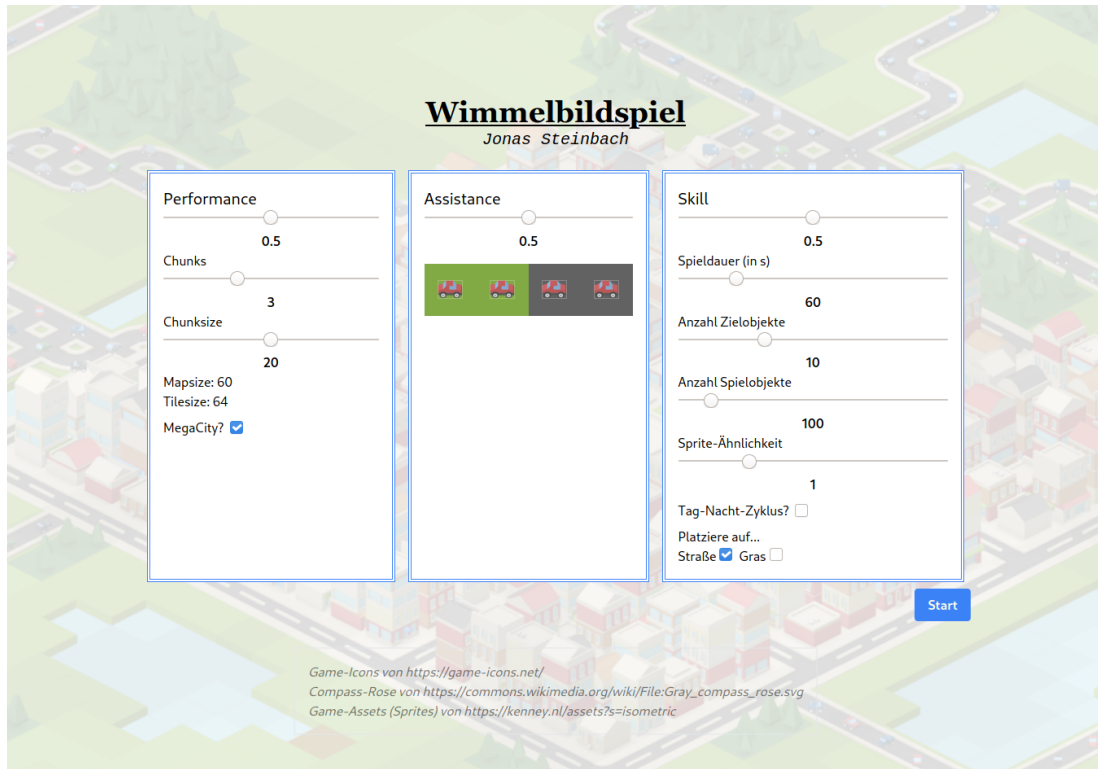 Wimmelbildspiel
Jonas Steinbach
Performance
0.5
Chunks
3
Chunksize
20
Mapsize: 60
Tilesize: 64
MegaCity?
Assistance
0.5
Skill
0.5
Spieldauer (in s)
60
Anzahl Zielobjekte
10
Anzahl Spielobjekte
100
Sprite-Ähnlichkeit
1
Tag-Nacht-Zyklus?
Platziere auf...
Straße Gras
Start
Game-Icons von https://game-icons.net/
Compass-Rose von https://commons.wikimedia.org/wiki/File:Gray_compass_rose.svg
Game-Assets (Sprites) von https://kenney.nl/assets?s=isometric